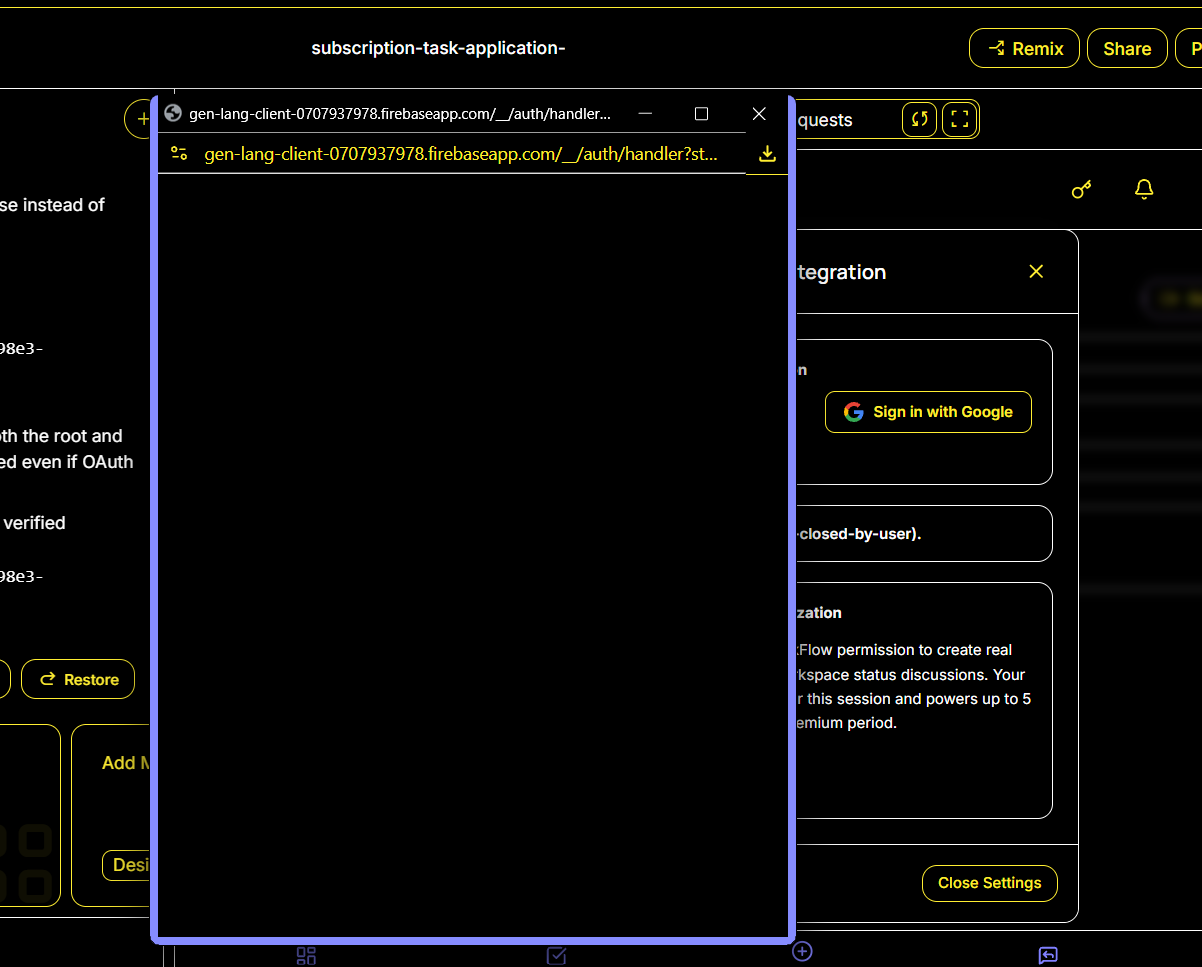 subscription-task-application-
Remix
Share
P
gen-lang-client-0707937978.firebaseapp.com/__/auth/handler...
gen-lang-client-0707937978.firebaseapp.com/__/auth/handler?st...
quests
se instead of
98e3-
oth the root and
ed even if OAuth
verified
98e3-
Restore
Add M
Desi
tegration
n
Sign in with Google
-closed-by-user).
zation
Flow permission to create real
kspace status discussions. Your
r this session and powers up to 5
emium period.
Close Settings